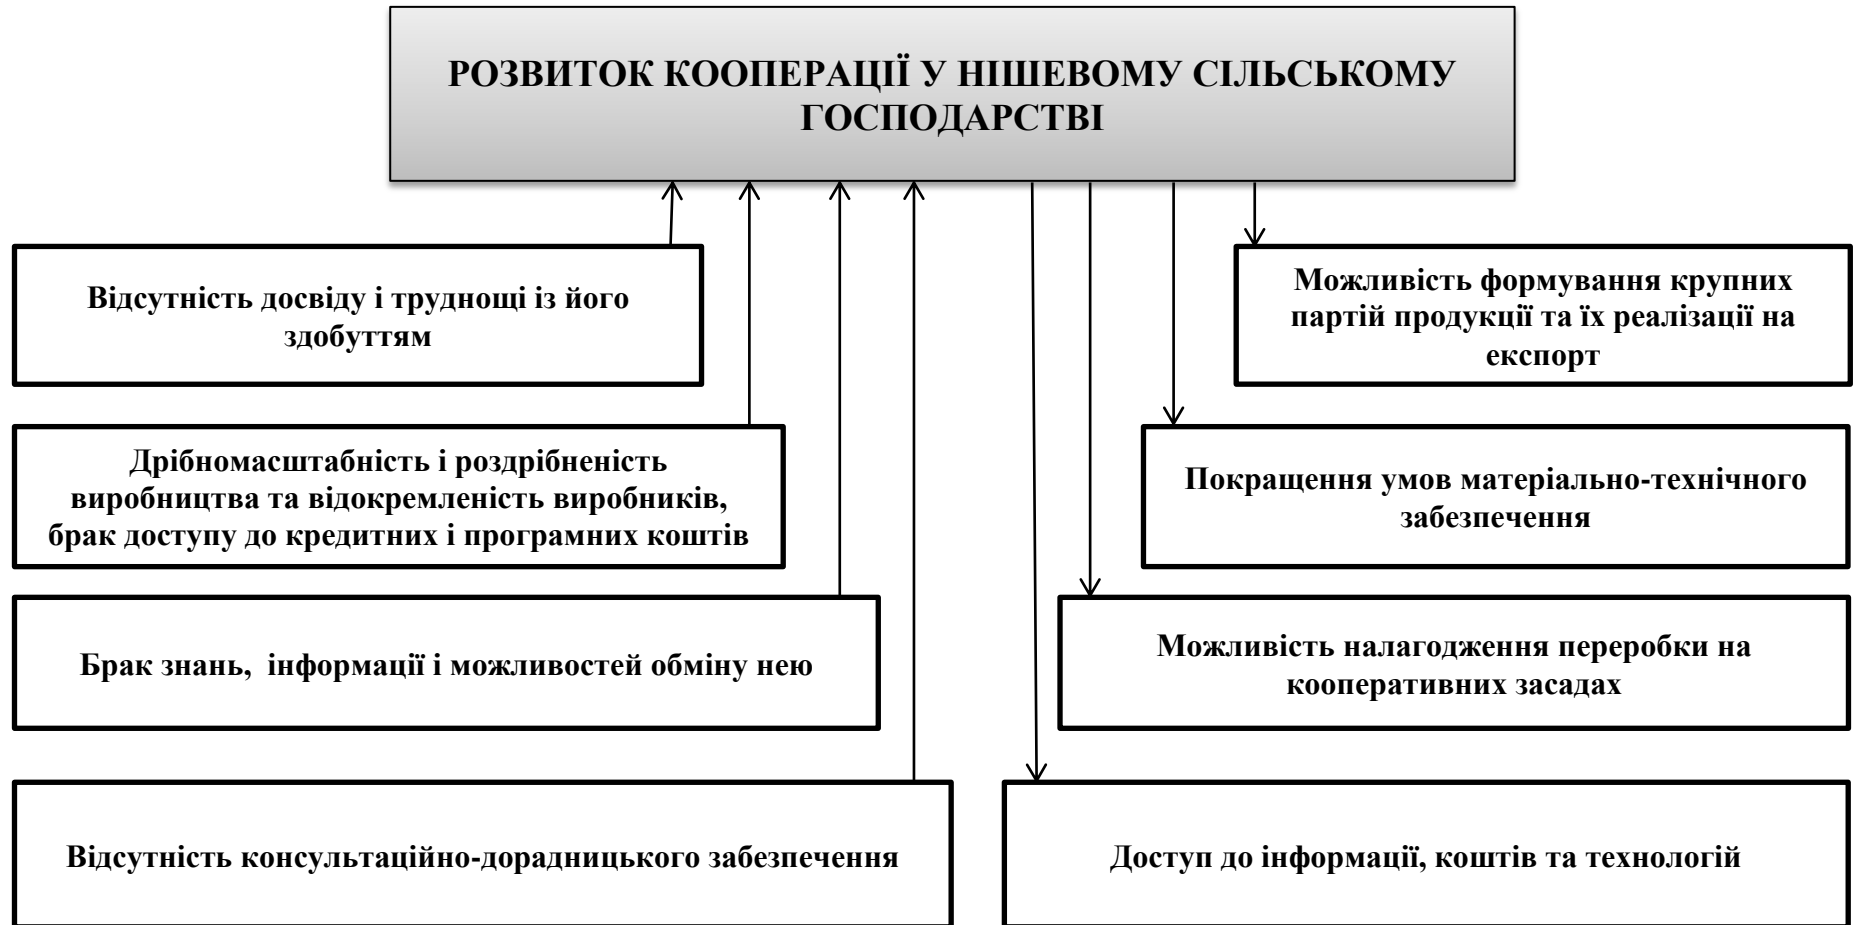 РОЗВИТОК КООПЕРАЦІЇ У НІШЕВОМУ СІЛЬСЬКОМУ
ГОСПОДАРСТВІ
Відсутність досвіду і труднощі із його
здобуттям
Дрібномасштабність і роздрібненість
виробництва та відокремленість виробників,
брак доступу до кредитних і програмних коштів
Брак знань, інформації і можливостей обміну нею
Відсутність консультаційно-дорадницького забезпечення
Можливість формування крупних
партій продукції та їх реалізації на
експорт
Покращення умов матеріально-технічного
забезпечення
Можливість налагодження переробки на
кооперативних засадах
Доступ до інформації, коштів та технологій